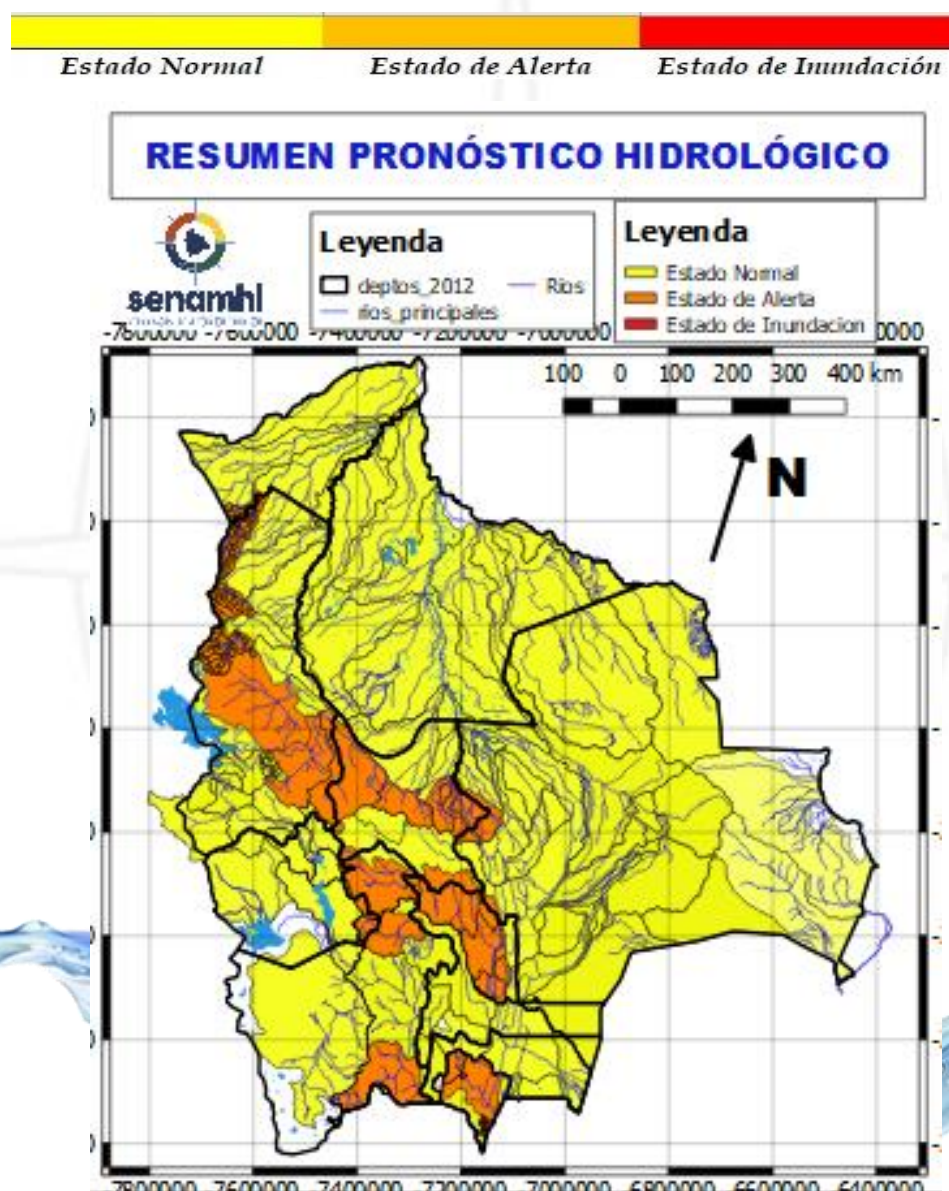 Estado Normal Estado de Alerta Estado de Inundación
RESUMEN PRONÓSTICO HIDROLÓGICO
senamhi
Leyenda
deptos_2012 Rios
rios_principales
Leyenda
Estado Normal
Estado de Alerta
Estado de Inundacion
-7800000 -7600000 -7400000 -7200000 -7000000 00000
100 0 100 200 300 400 km
N
-7800000 -7600000 -7400000 -7200000 -7000000 -6800000 -6600000 -6400000